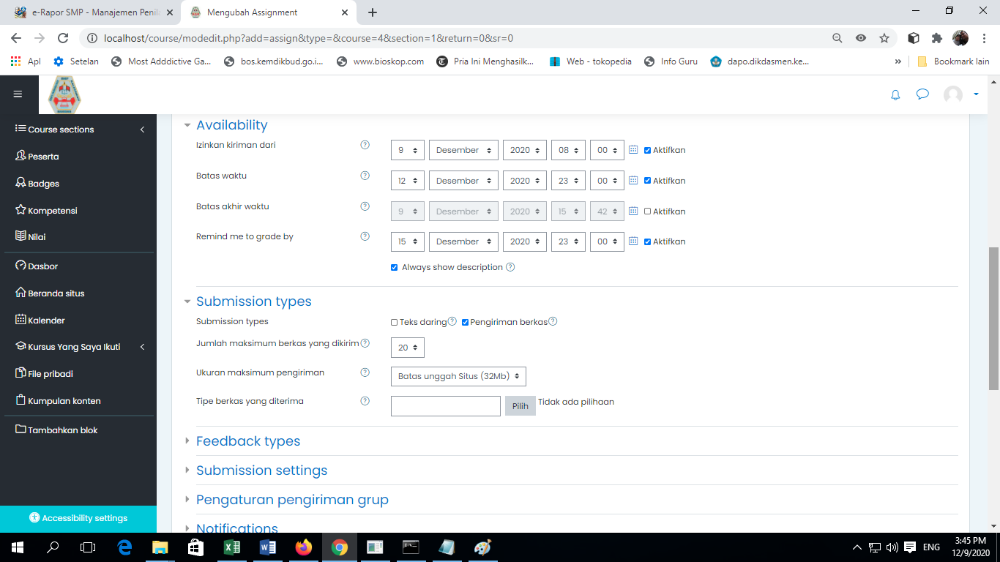 e-Rapor SMP - Manajemen Penil
Mengubah Assignment
localhost/course/modedit.php?add=assign&type=&course=4&section=1&return=0&sr=0
Apl
Setelan
Most Adddictive Ga...
bos.kemdikbud.go.i...
www.bioskop.com
Pria Ini Menghasilk...
Web - tokopedia
Info Guru
dapo.dikdasmen.ke...
»
Bookmark lain
Course sections
Peserta
Badges
Kompetensi
Nilai
Dasbor
Beranda situs
Kalender
Kursus Yang Saya Ikuti
File pribadi
Kumpulan konten
Tambahkan blok
Accessibility settings
Availability
Izinkan kiriman dari ? 9 Desember 2020 08 00 Aktifkan
Batas waktu ? 12 Desember 2020 23 00 Aktifkan
Batas akhir waktu ? 9 Desember 2020 15 42 Aktifkan
Remind me to grade by ? 15 Desember 2020 23 00 Aktifkan
Always show description ?
Submission types
Submission types Teks daring ? Pengiriman berkas ?
Jumlah maksimum berkas yang dikirim ? 20
Ukuran maksimum pengiriman ? Batas unggah Situs (32Mb)
Tipe berkas yang diterima ? Pilih Tidak ada pilihaan
Feedback types
Submission settings
Pengaturan pengiriman grup
Notifications
ENG
3:45 PM
12/9/2020